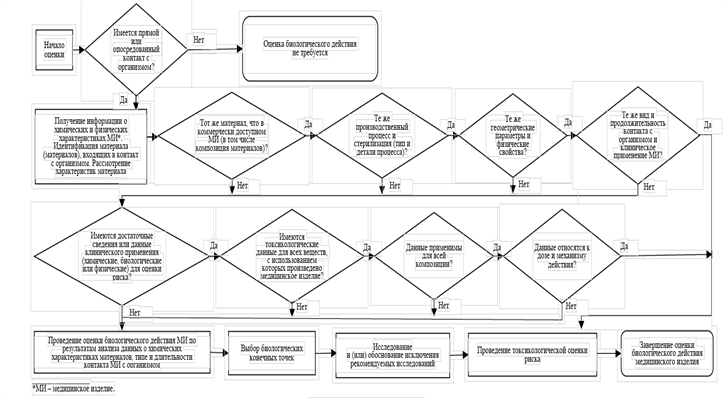 Имеется прямой
или
опосредованный
контакт с
организмом?
Нет
Начало
оценки
Оценка биологического действия
не требуется
Да
Получение информации о
химических и физических
характеристиках МИ*.
Идентификация материала
(материалов), входящих в контакт
с организмом. Рассмотрение
характеристик материала
Тот же материал, что в
коммерчески доступном
МИ (в том числе
композиция материалов)?
Да
Те же
производственный
процесс и
стерилизация (тип и
детали процесса)?
Да
Те же
геометрические
параметры и
физические
свойства?
Да
Те же вид и
продолжительность
контакта с
организмом и
клиническое
применение МИ?
Да
Нет
Нет
Нет
Нет
Имеются достаточные
сведения или данные
клинического применения
(химические, биологические
или физические) для оценки
риска?
Да
Имеются
токсикологические
данные для всех веществ,
с использованием
которых произведено
медицинское изделие?
Да
Данные применимы
для всей
композиции?
Да
Данные относятся к
дозе и механизму
действия?
Да
Нет
Нет
Нет
Нет
Проведение оценки биологического действия МИ по
результатам анализа данных о химических
характеристиках материалов, типе и длительности
контакта МИ с организмом
Выбор биологических
конечных точек
Исследование
и (или) обоснование исключения
рекомендуемых исследований
Проведение токсикологической оценки
риска
Завершение оценки
биологического действия
медицинского изделия
*МИ – медицинское изделие.